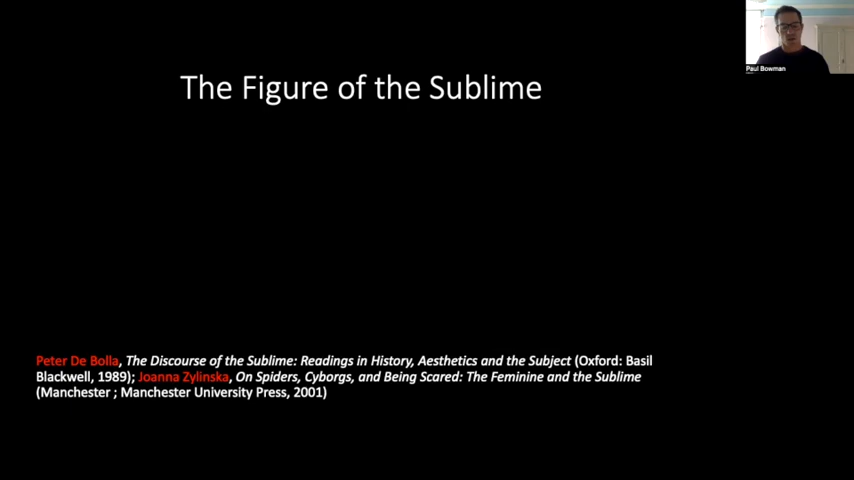 The Figure of the Sublime
Paul Bowman
Peter De Bolla, The Discourse of the Sublime: Readings in History, Aesthetics and the Subject (Oxford: Basil
Blackwell, 1989); Joanna Zylinska, On Spiders, Cyborgs, and Being Scared: The Feminine and the Sublime
(Manchester ; Manchester University Press, 2001)